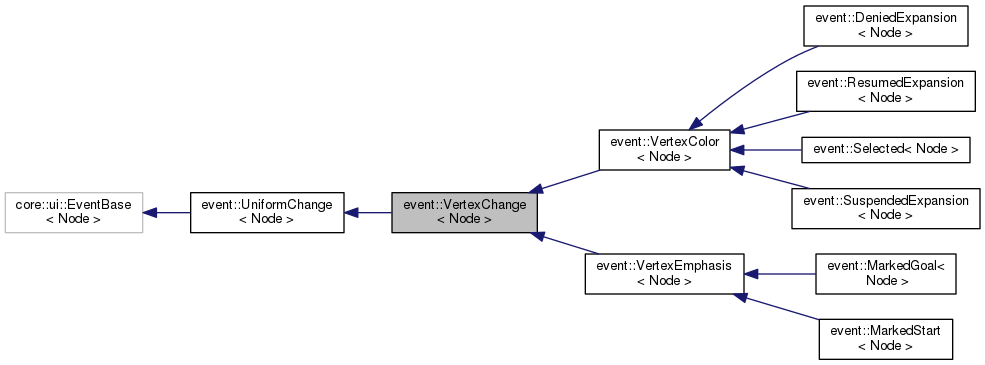 event::DeniedExpansion
< Node >
event::ResumedExpansion
< Node >
event::VertexColor
< Node >
event::Selected< Node >
core::ui::EventBase
< Node >
event::UniformChange
< Node >
event::VertexChange
< Node >
event::SuspendedExpansion
< Node >
event::VertexEmphasis
< Node >
event::MarkedGoal<
Node >
event::MarkedStart
< Node >